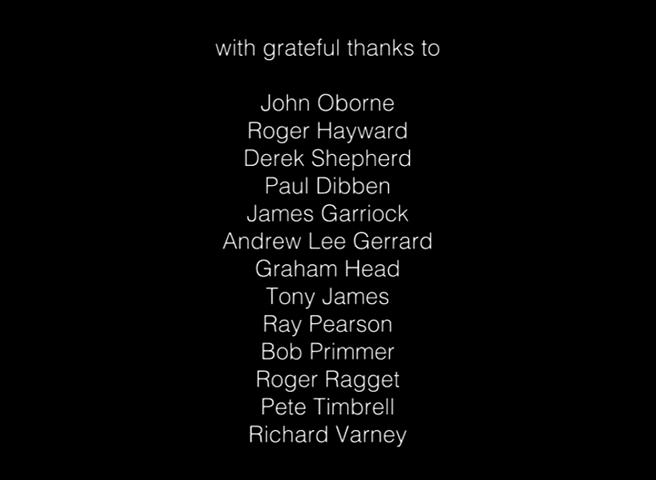 with grateful thanks to
John Oborne
Roger Hayward
Derek Shepherd
Paul Dibben
James Garriock
Andrew Lee Gerrard
Graham Head
Tony James
Ray Pearson
Bob Primmer
Roger Ragget
Pete Timbrell
Richard Varney